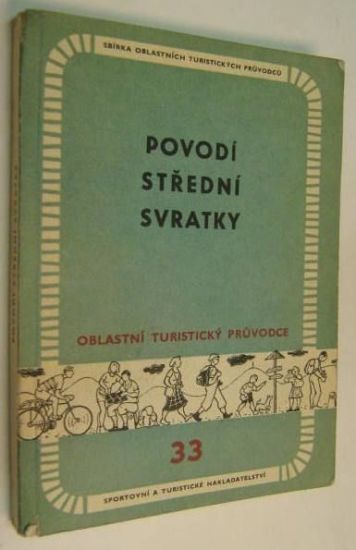 SBÍRKA OBLASTNÍCH TURISTICKÝCH PRŮVODCŮ
POVODÍ
STŘEDNÍ
SVRATKY
OBLASTNÍ TURISTICKÝ PRŮVODCE
33
SPORTOVNÍ A TURISTICKÉ NAKLADATELSTVÍ